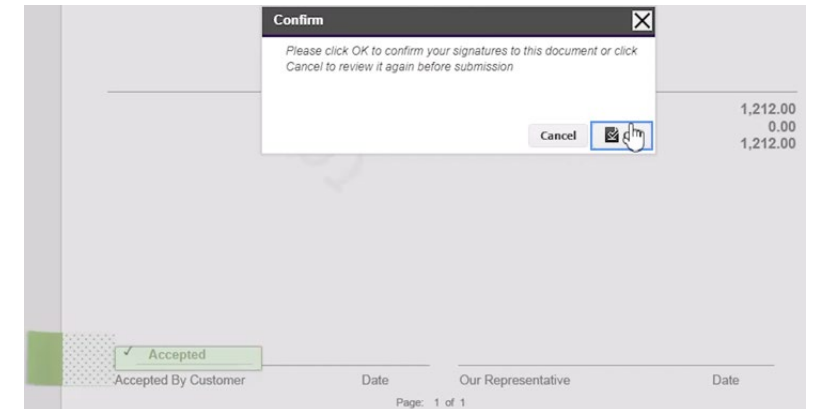 Confirm
Please click OK to confirm your signatures to this document or click
Cancel to review it again before submission
Cancel
1,212.00
0.00
1,212.00
Accepted
Accepted By Customer Date Our Representative Date
Page: 1 of 1